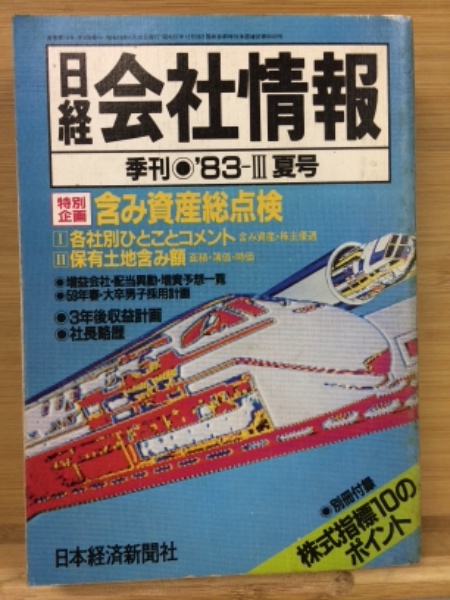 日経 会社情報
季刊●'83-Ⅲ夏号
特別企画 含み資産総点検
Ⅰ各社別ひとことコメント 含み資産・株主優遇
Ⅱ保有土地含み額 面積・簿価・時価
●増益会社・配当異動・増資予想一覧
●59年春・大卒男子採用計画
●3年後収益計画
●社長略歴
●別冊付録
株式指標10の
ポイント
日本経済新聞社